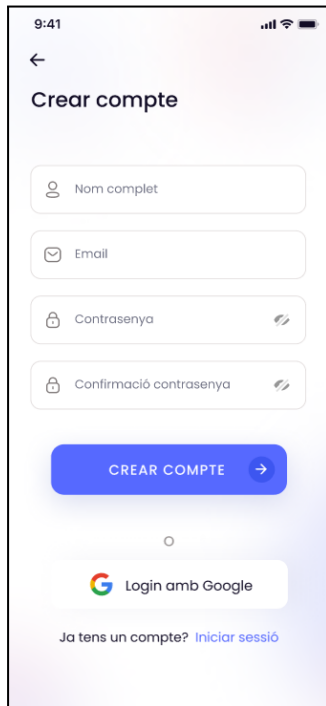 9:41
Crear compte
Nom complet
Email
Contrasenya
Confirmació contrasenya
CREAR COMPTE
O
Login amb Google
Ja tens un compte? Iniciar sessió